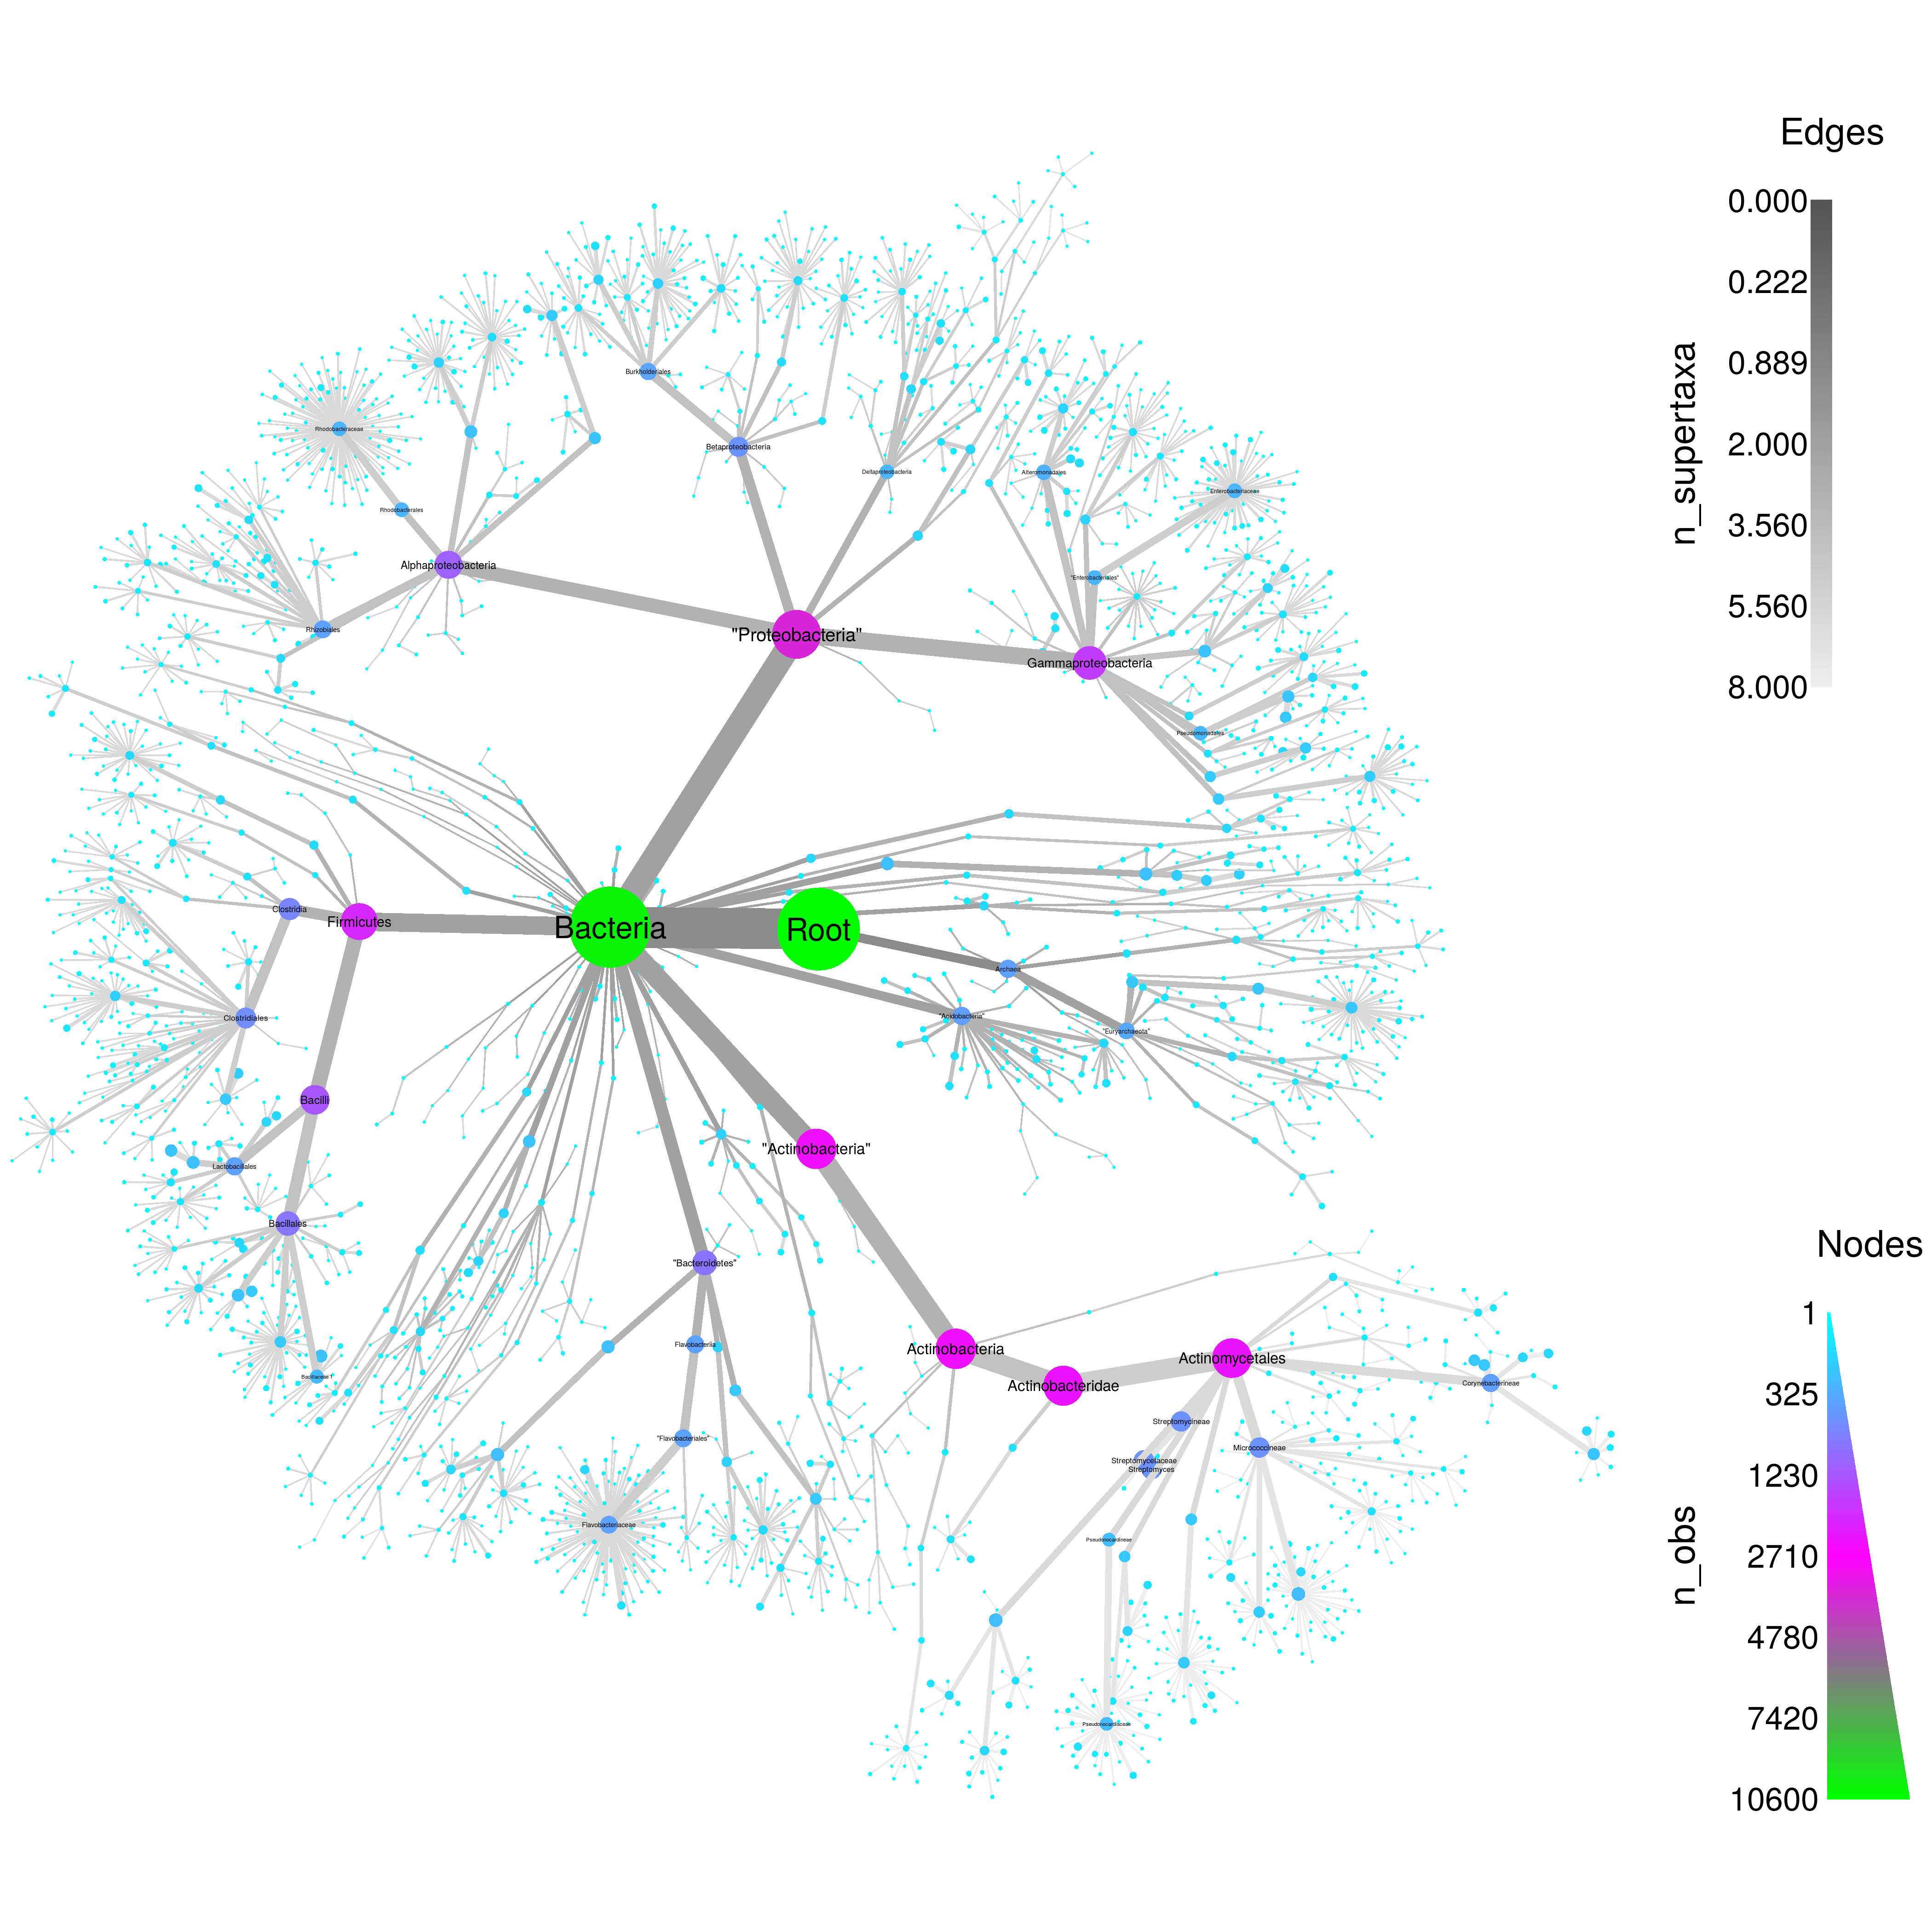 Edges
n_supertaxa
0.000
0.222
0.889
2.000
3.560
5.560
8.000
Nodes
n_obs
1
325
1230
2710
4780
7420
10600
Burkholderiales
Rhodobacteraceae
Betaproteobacteria
Deltaproteobacteria
Alteromonadales
Enterobacteriaceae
Rhodobacterales
Alphaproteobacteria
"Enterobacteriales"
Rhizobiales
"Proteobacteria"
Gammaproteobacteria
Pseudomonadales
Clostridia
Firmicutes
Bacteria
Root
Archaea
Clostridiales
"Acidobacteria"
"Euryarchaeota"
Bacilli
"Actinobacteria"
Lactobacillales
Bacillales
"Bacteroidetes"
Flavobacteriia
Actinobacteria
Actinomycetales
Bacillaceae 1
Actinobacteridae
Corynebacterineae
Streptomycineae
"Flavobacteriales"
Micrococcineae
Streptomycetaceae
Streptomyces
Flavobacteriaceae
Pseudonocardineae
Pseudonocardiaceae